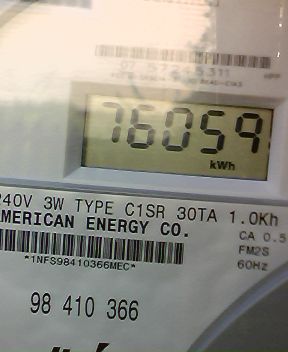 76059
kWh
240V 3W TYPE C1SR 30TA 1.0Kh
AMERICAN ENERGY CO.
CA 0.5
*1NFS98410366MEC*
FM2S
60Hz
98 410 366